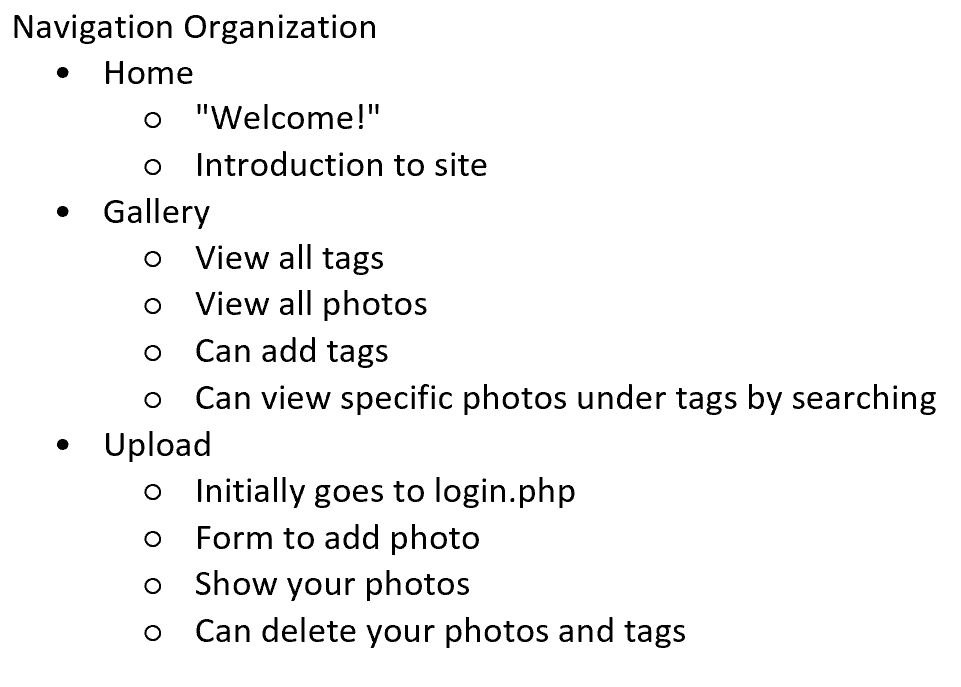 Navigation Organization
• Home
○ "Welcome!"
○ Introduction to site
• Gallery
○ View all tags
○ View all photos
○ Can add tags
○ Can view specific photos under tags by searching
• Upload
○ Initially goes to login.php
○ Form to add photo
○ Show your photos
○ Can delete your photos and tags